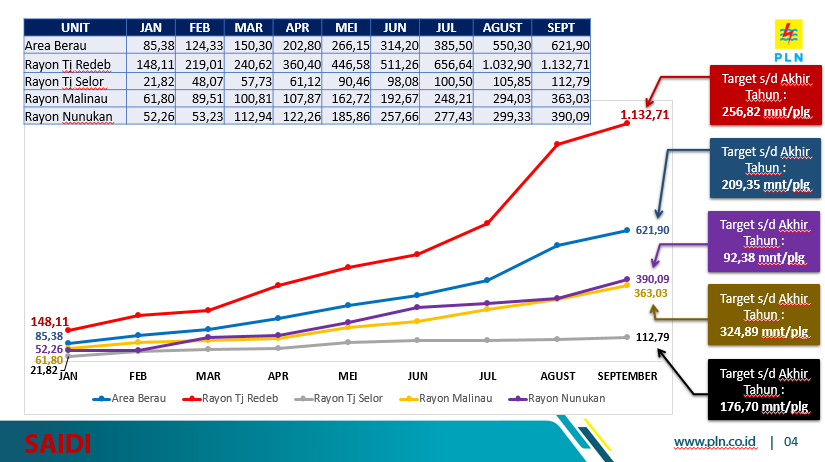 UNIT JAN FEB MAR APR MEI JUN JUL AGUST SEPT
Area Berau 85,38 124,33 150,30 202,80 266,15 314,20 385,50 550,30 621,90
Rayon Tj Redeb 148,11 219,01 240,62 360,40 446,58 511,26 656,64 1.032,90 1.132,71
Rayon Tj Selor 21,82 48,07 57,73 61,12 90,46 98,08 100,50 105,85 112,79
Rayon Malinau 61,80 89,51 100,81 107,87 162,72 192,67 248,21 294,03 363,03
Rayon Nunukan 52,26 53,23 112,94 122,26 185,86 257,66 277,43 299,33 390,09
PLN
Target s/d Akhir
Tahun :
256,82 mnt/plg
Target s/d Akhir
Tahun :
209,35 mnt/plg
Target s/d Akhir
Tahun :
92,38 mnt/plg
Target s/d Akhir
Tahun :
324,89 mnt/plg
Target s/d Akhir
Tahun :
176,70 mnt/plg
1.132,71
621,90
390,09
363,03
112,79
148,11
85,38
52,26
61,80
21,82
JAN FEB MAR APR MEI JUN JUL AGUST SEPTEMBER
Area Berau Rayon Tj Redeb Rayon Tj Selor Rayon Malinau Rayon Nunukan
SAIDI
www.pln.co.id | 04